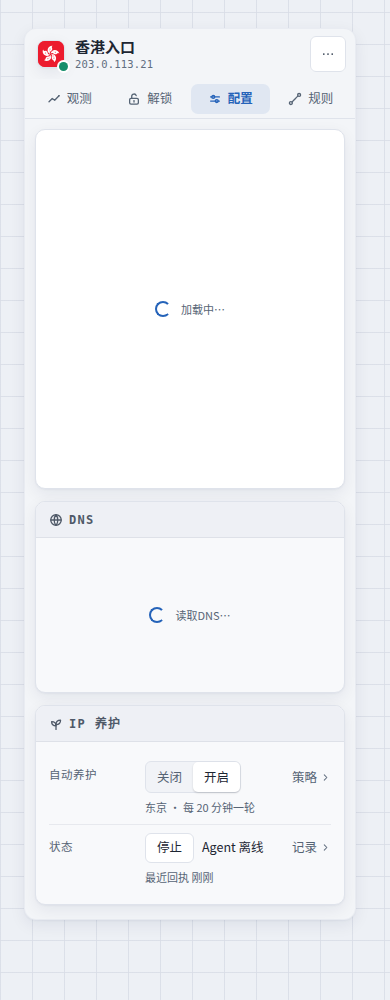 香港入口
203.0.113.21
…
观测
解锁
配置
规则
加载中…
DNS
读取DNS…
IP 养护
自动养护
关闭
开启
策略
东京 · 每 20 分钟一轮
状态
停止
Agent 离线
记录
最近回执 刚刚